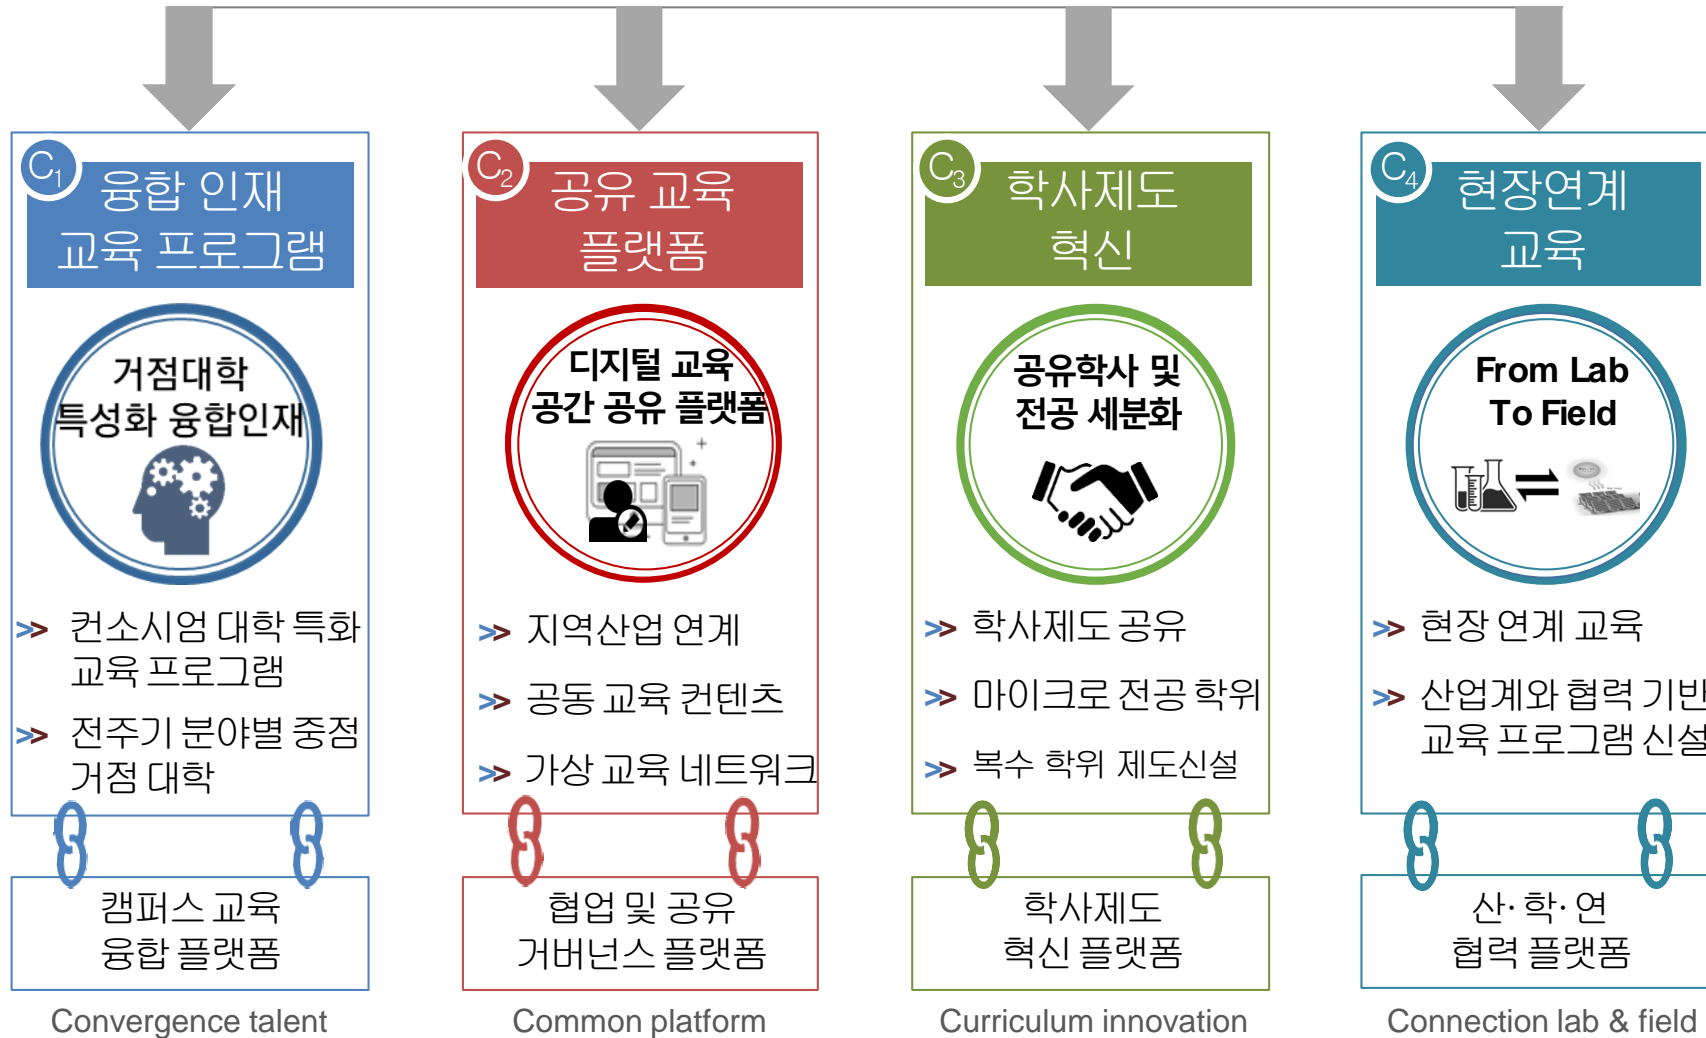 C1
융합 인재
교육 프로그램
거점대학
특성화 융합인재
>> 컨소시엄 대학 특화
교육 프로그램
>> 전주기 분야별 중점
거점 대학
캠퍼스 교육
융합 플랫폼
Convergence talent
C2
공유 교육
플랫폼
디지털 교육
공간 공유 플랫폼
>> 지역산업 연계
>> 공동 교육 컨텐츠
>> 가상 교육 네트워크
협업 및 공유
거버넌스 플랫폼
Common platform
C3
학사제도
혁신
공유학사 및
전공 세분화
>> 학사제도 공유
>> 마이크로 전공 학위
>> 복수 학위 제도신설
학사제도
혁신 플랫폼
Curriculum innovation
C4
현장연계
교육
From Lab
To Field
>> 현장 연계 교육
>> 산업계와 협력 기반
교육 프로그램 신설
산·학·연
협력 플랫폼
Connection lab & field